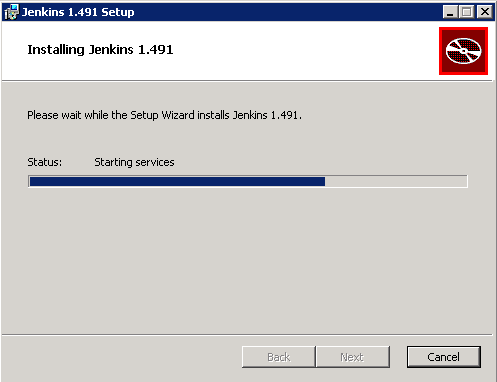 Jenkins 1.491 Setup
Installing Jenkins 1.491
Please wait while the Setup Wizard installs Jenkins 1.491.
Status: Starting services
Back Next Cancel